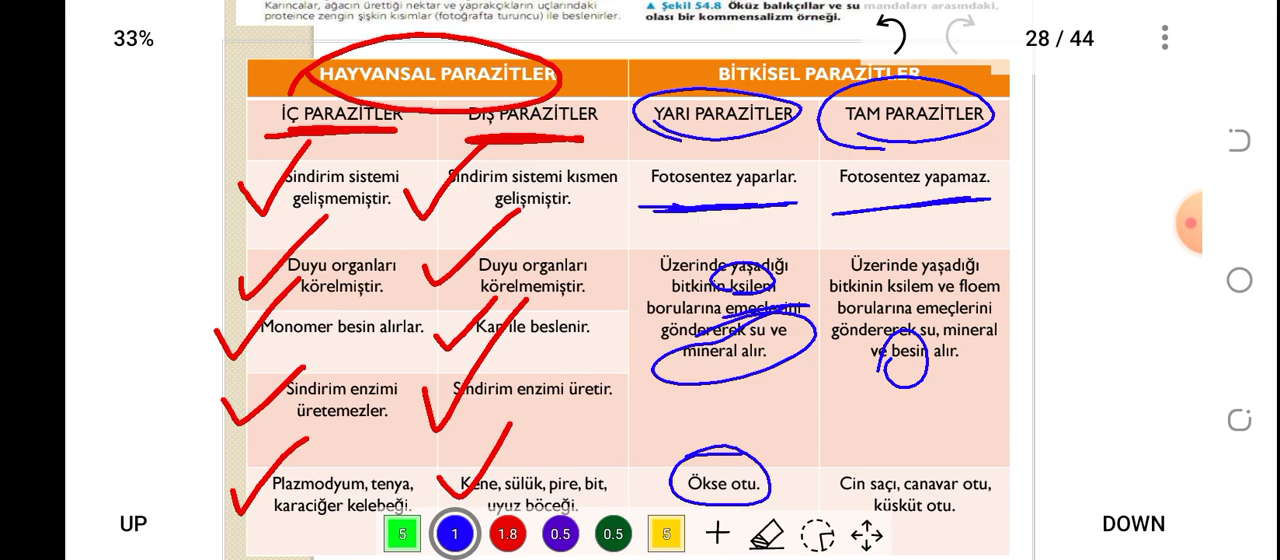 Karıncalar, ağacın ürettiği nektar ve yaprakçıkların uçlarındaki
proteince zengin şişkin kısımlar (fotoğrafta turuncu) ile beslenirler.
▲ Şekil 54.8 Öküz balıkçıllar ve su mandaları arasındaki,
olası bir kommensalizm örneği.
33%
28 / 44
HAYVANSAL PARAZİTLER
BİTKİSEL PARAZİTLER
İÇ PARAZİTLER
DIŞ PARAZİTLER
YARI PARAZİTLER
TAM PARAZİTLER
Sindirim sistemi
gelişmemiştir.
Sindirim sistemi kısmen
gelişmiştir.
Fotosentez yaparlar.
Fotosentez yapamaz.
Duyu organları
körelmiştir.
Duyu organları
körelmemiştir.
Üzerinde yaşadığı
bitkinin ksilem
borularına emeçlerini
göndererek su ve
mineral alır.
Üzerinde yaşadığı
bitkinin ksilem ve floem
borularına emeçlerini
göndererek su, mineral
ve besin alır.
Monomer besin alırlar.
Kan ile beslenir.
Sindirim enzimi
üretemezler.
Sindirim enzimi üretir.
Plazmodyum, tenya,
karaciğer kelebeği.
Kene, sülük, pire, bit,
uyuz böceği.
Ökse otu.
Cin saçı, canavar otu,
küsküt otu.
UP
5
1
1.8
0.5
0.5
5
DOWN